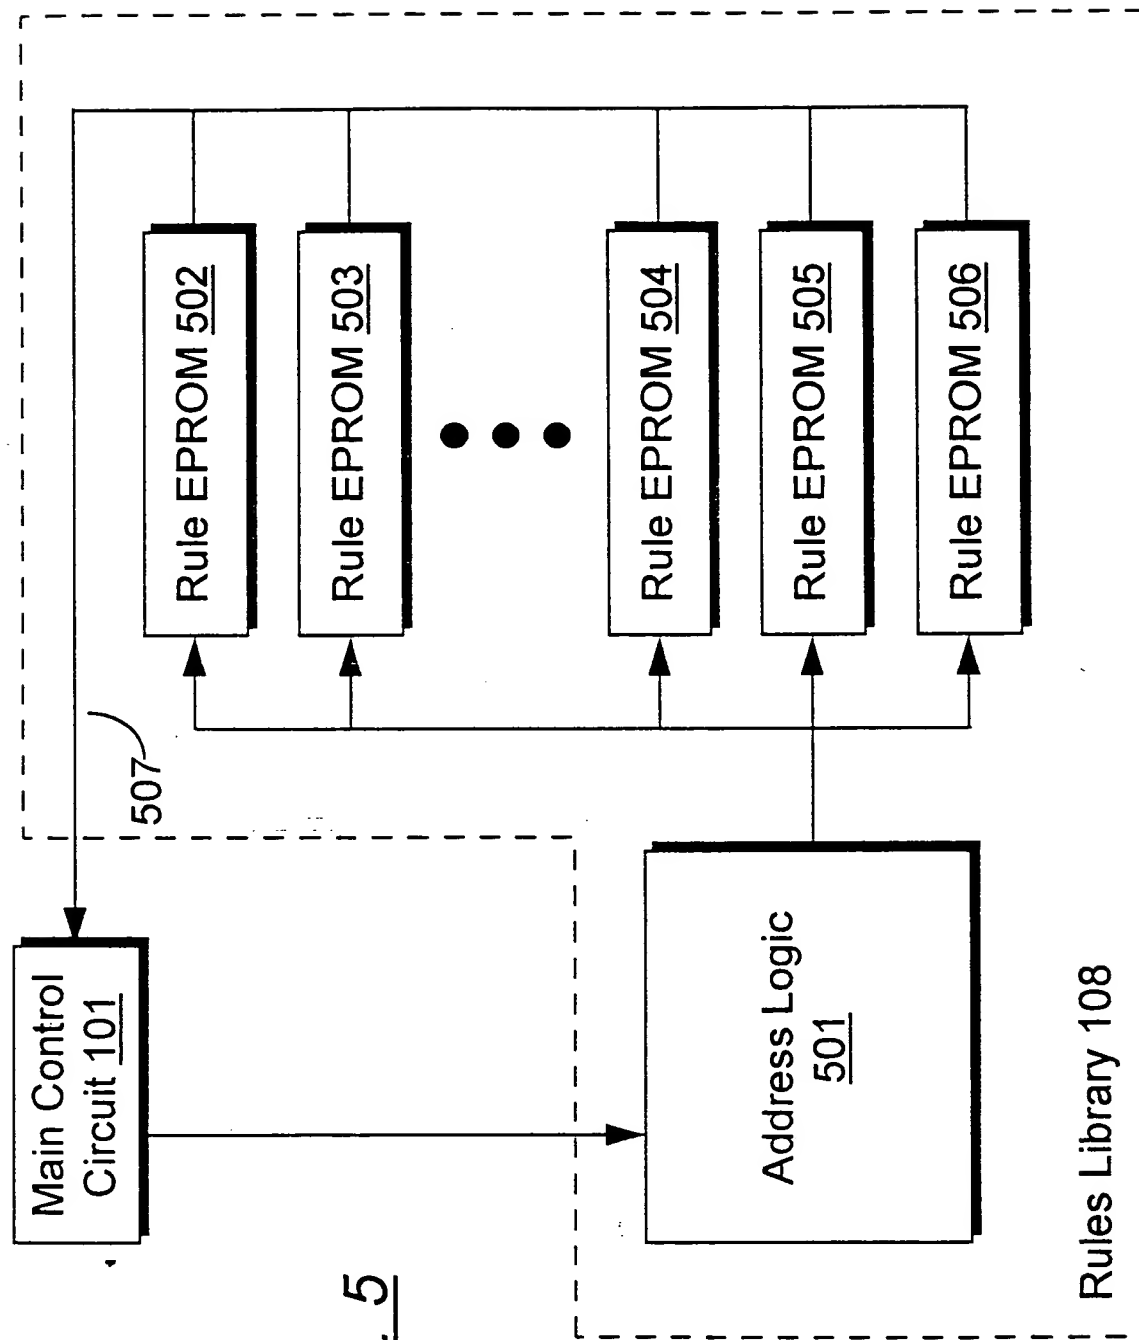 Main Control
Circuit 101
507
Rule EPROM 502
Rule EPROM 503
Rule EPROM 504
Rule EPROM 505
Rule EPROM 506
Address Logic
501
Rules Library 108
. 5